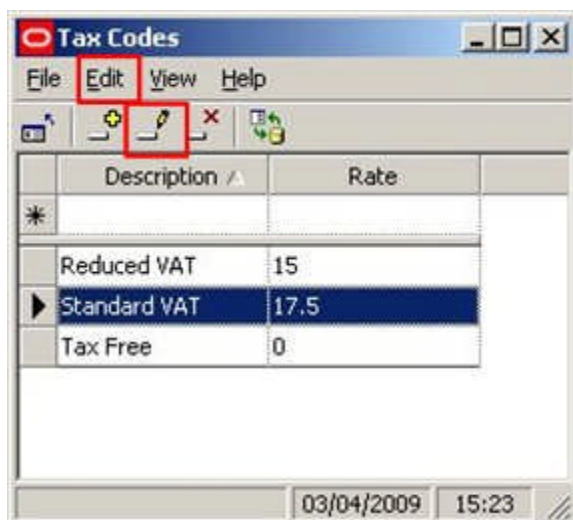 Tax Codes
File Edit View Help
Description Rate
Reduced VAT 15
Standard VAT 17.5
Tax Free 0
03/04/2009 15:23